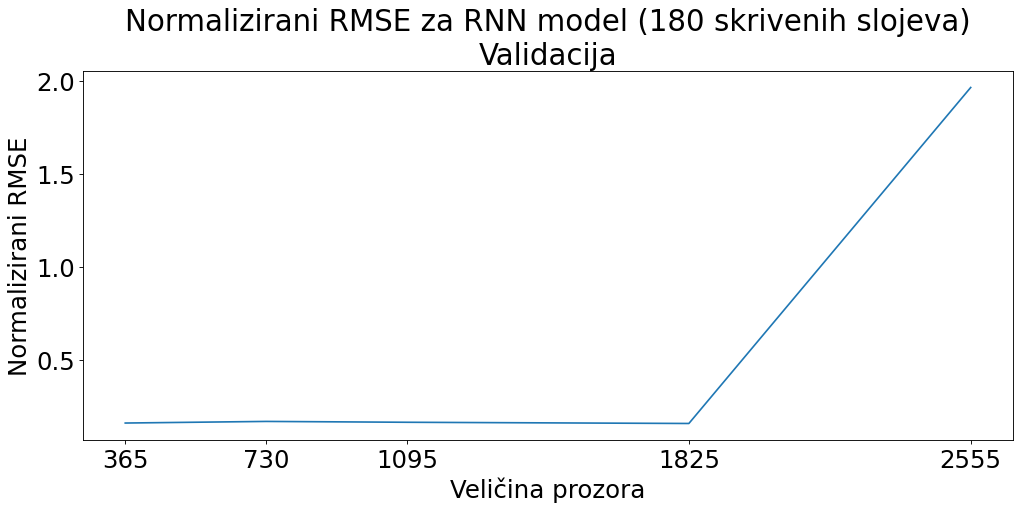 Normalizirani RMSE za RNN model (180 skrivenih slojeva)
Validacija
Normalizirani RMSE
2.0
1.5
1.0
0.5
365 730 1095 1825 2555
Veličina prozora